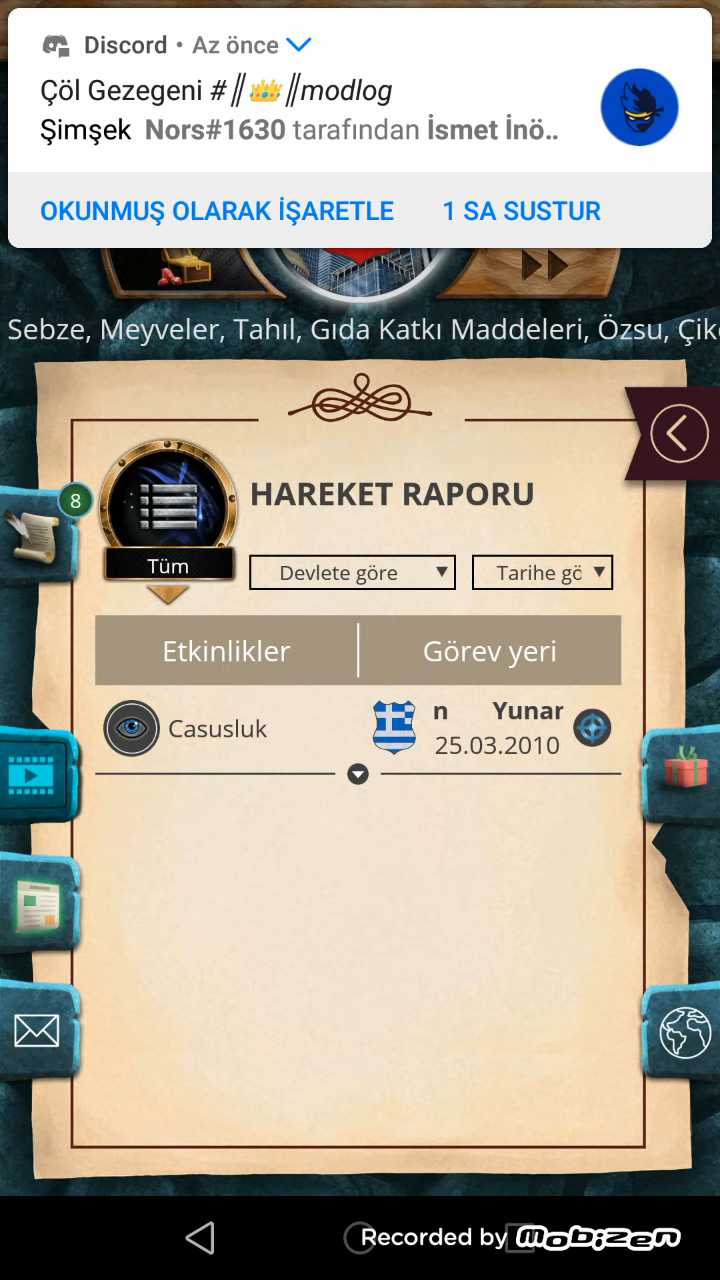 Discord • Az önce
Çöl Gezegeni #║👑║modlog
Şimşek Nors#1630 tarafından İsmet İnö..
OKUNMUŞ OLARAK İŞARETLE 1 SA SUSTUR
Sebze, Meyveler, Tahıl, Gıda Katkı Maddeleri, Özsu, Çik
HAREKET RAPORU
8
Tüm
Devlete göre
Tarihe gö
Etkinlikler
Görev yeri
Casusluk
n Yunan
25.03.2010
Recorded by mobizen